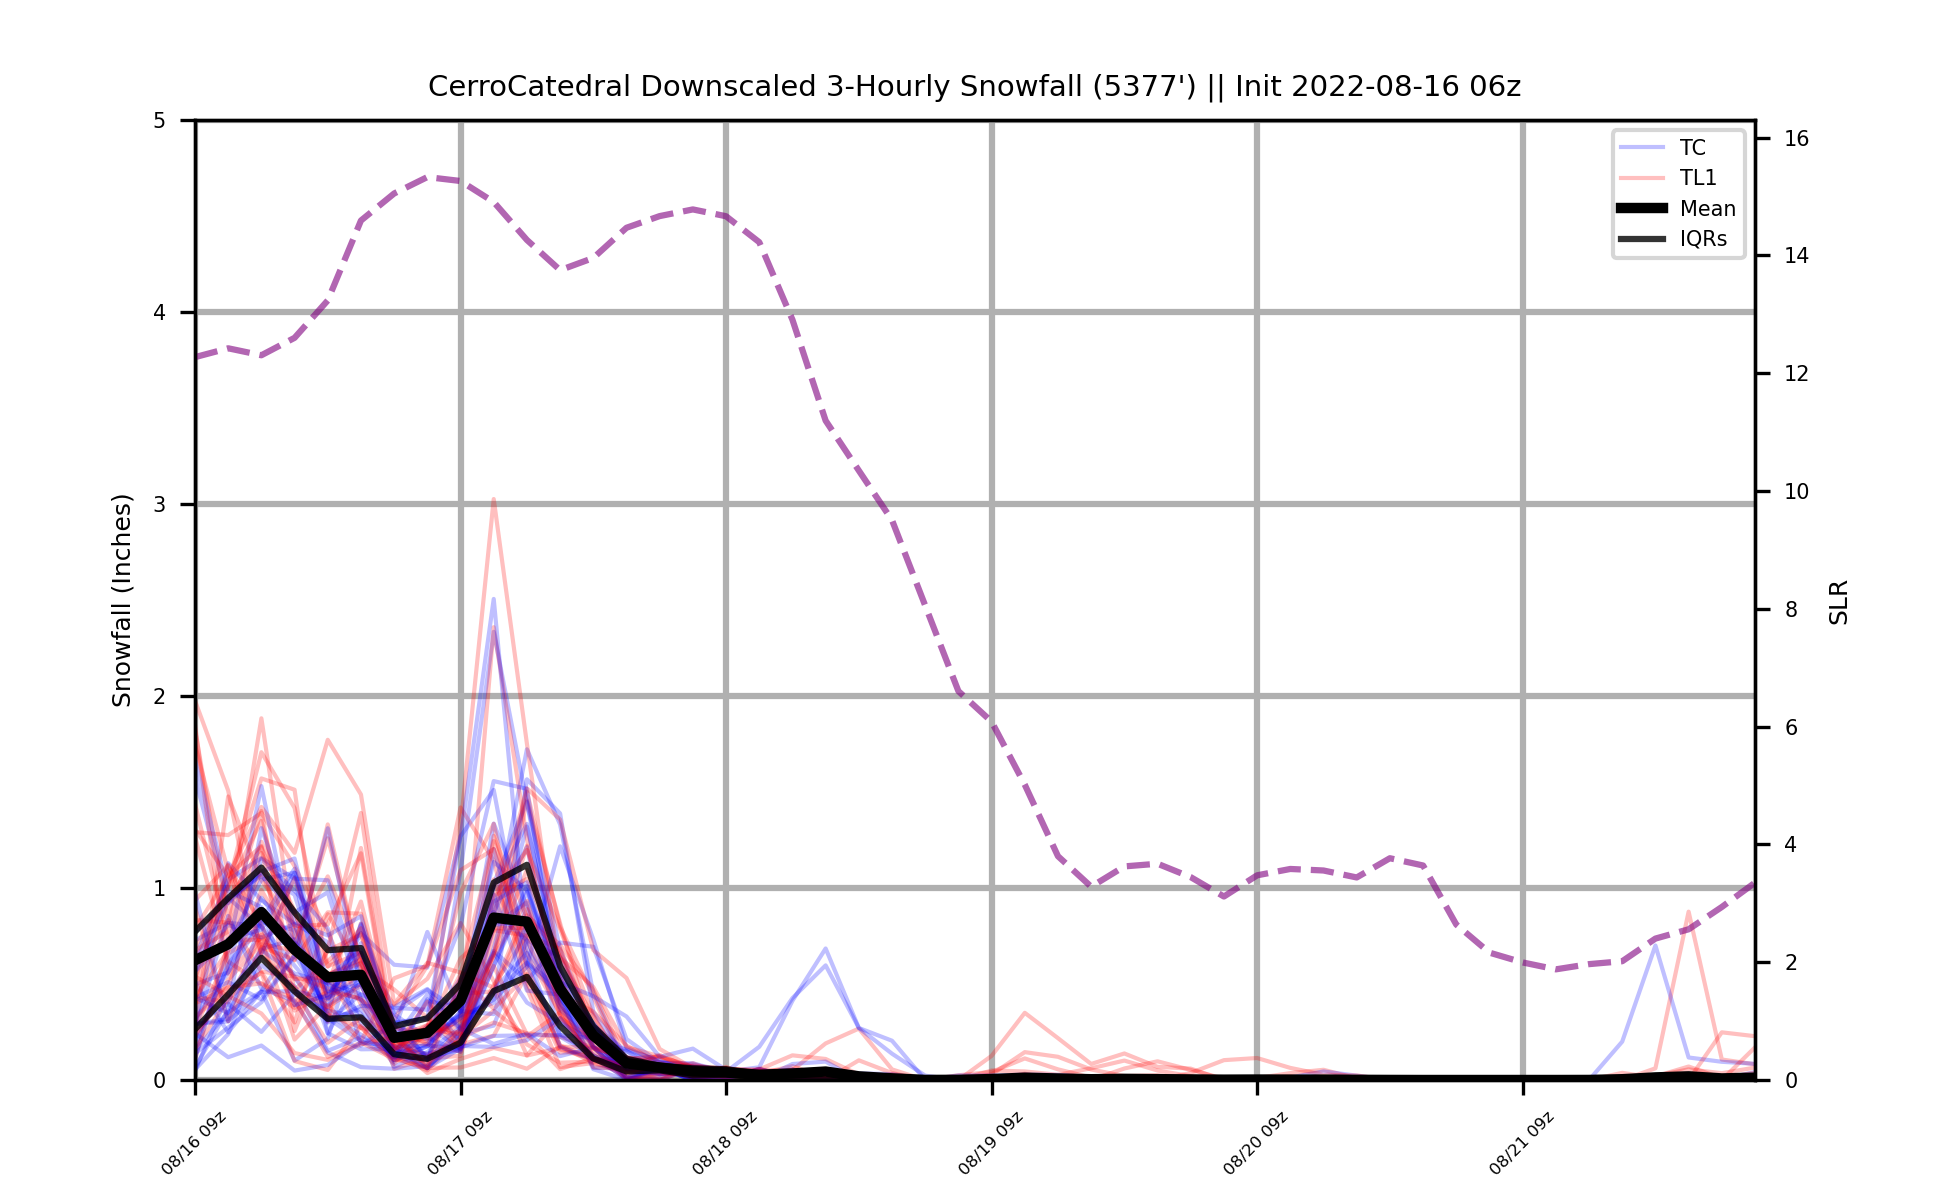 CerroCatedral Downscaled 3-Hourly Snowfall (5377') || Init 2022-08-16 06z
5
4
3
2
1
0
Snowfall (Inches)
16
14
12
10
8
6
4
2
0
SLR
TC
TL1
Mean
IQRs
08/16 09z
08/17 09z
08/18 09z
08/19 09z
08/20 09z
08/21 09z